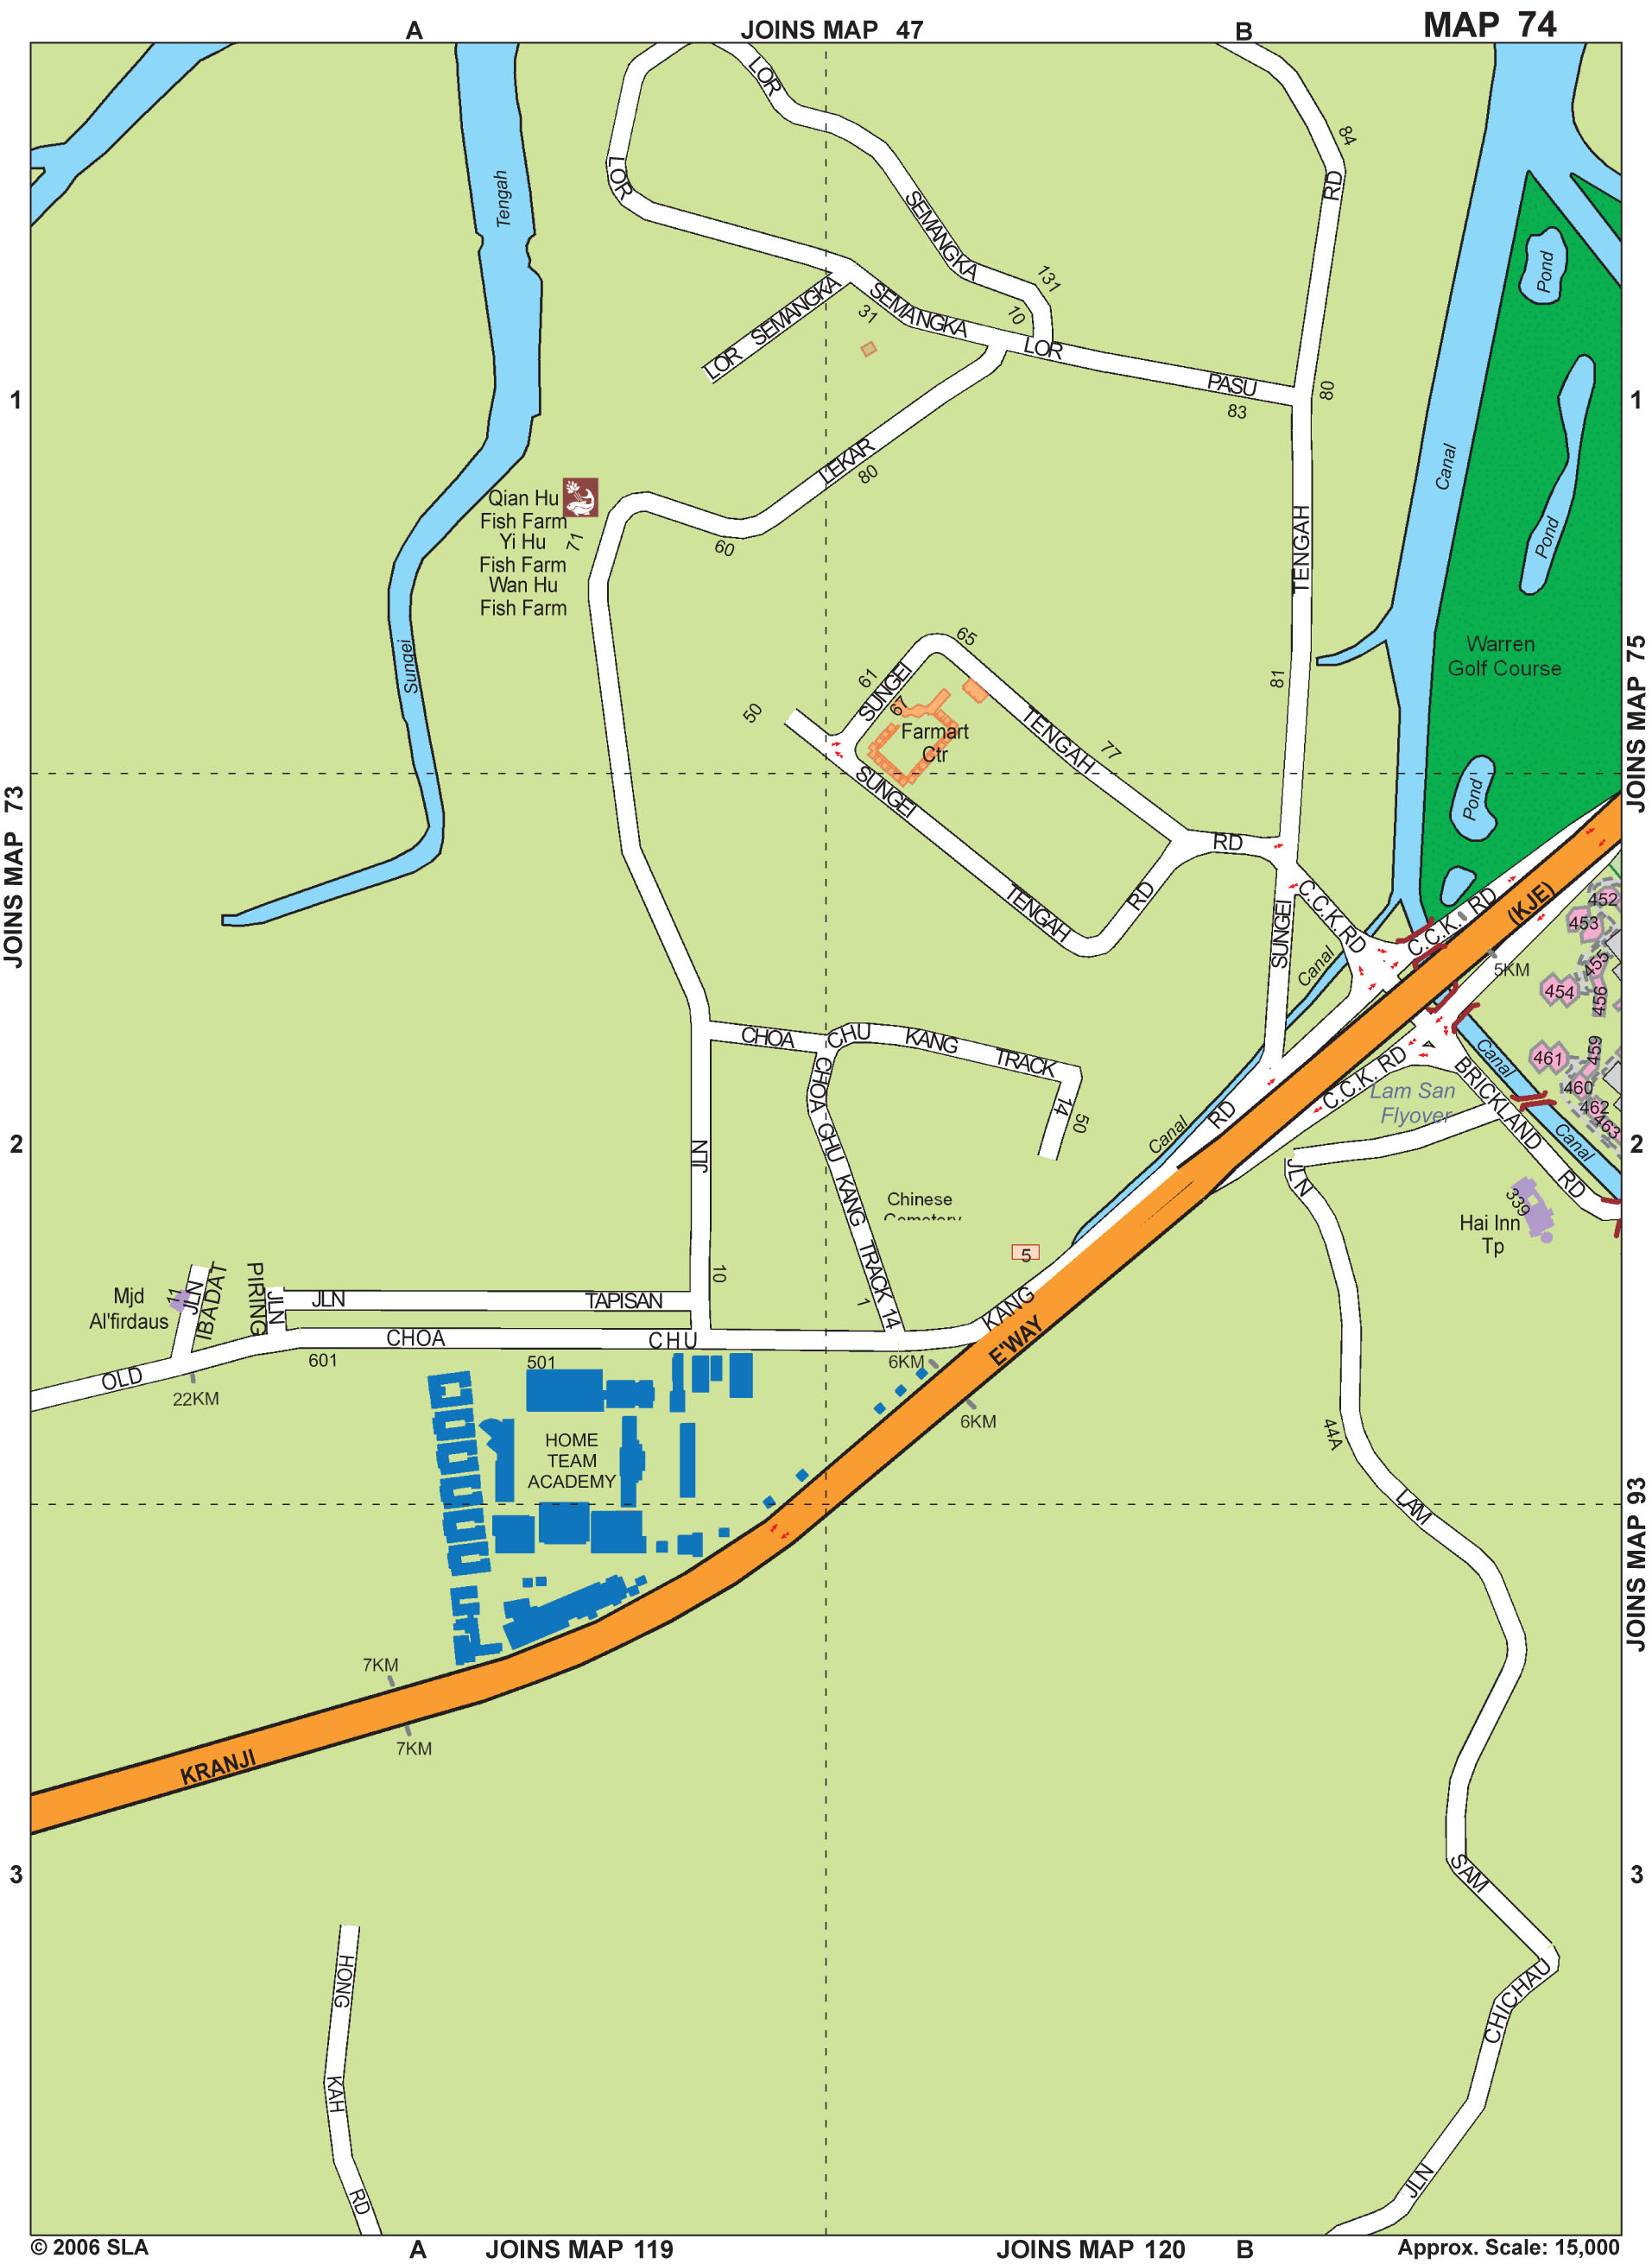 A
JOINS MAP 47
B
MAP 74
LOR
84
LOR
RD
Tengah
SEMANGKA
Pond
131
10
LOR SEMANGKA
SEMANGKA
31
LOR
PASU
80
83
1
1
Canal
LEKAR
80
Qian Hu
Fish Farm
Yi Hu
Fish Farm
Wan Hu
Fish Farm
71
60
Pond
TENGAH
Sungei
65
61
SUNGEI
67
Farmart
Ctr
50
TENGAH
77
81
Warren
Golf Course
JOINS MAP 75
JOINS MAP 73
SUNGEI
Pond
RD
TENGAH
RD
C.C.K. RD
SUNGEI
Canal
C.C.K. RD
(KJE)
5KM
452
453
455
454
456
CHOA CHU KANG TRACK
14
50
CHOA CHU KANG TRACK 14
1
Canal
RD
C.C.K. RD
Lam San
Flyover
BRICKLAND RD
Canal
Canal
461
459
460
462
463
2
2
JLN
JLN
Chinese
Cemetery
5
339
Hai Inn
Tp
Mjd
Al'firdaus
11
JLN
IBADAT
PIRING
JLN
JLN TAPISAN
10
KANG
E'WAY
OLD CHOA CHU
22KM
601
501
6KM
6KM
HOME
TEAM
ACADEMY
44A
LAM
JOINS MAP 93
7KM
7KM
KRANJI
3
3
SAM
HONG
KAH
RD
CHICHAU
JLN
© 2006 SLA
A
JOINS MAP 119
JOINS MAP 120
B
Approx. Scale: 15,000